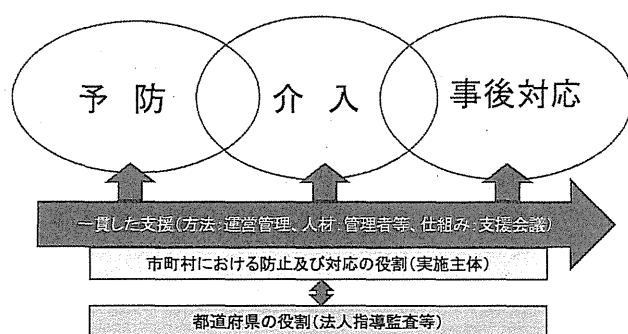 予防
介入
事後対応
一貫した支援(方法:運営管理、人材:管理者等、仕組み:支援会議)
市町村における防止及び対応の役割(実施主体)
都道府県の役割(法人指導監査等)